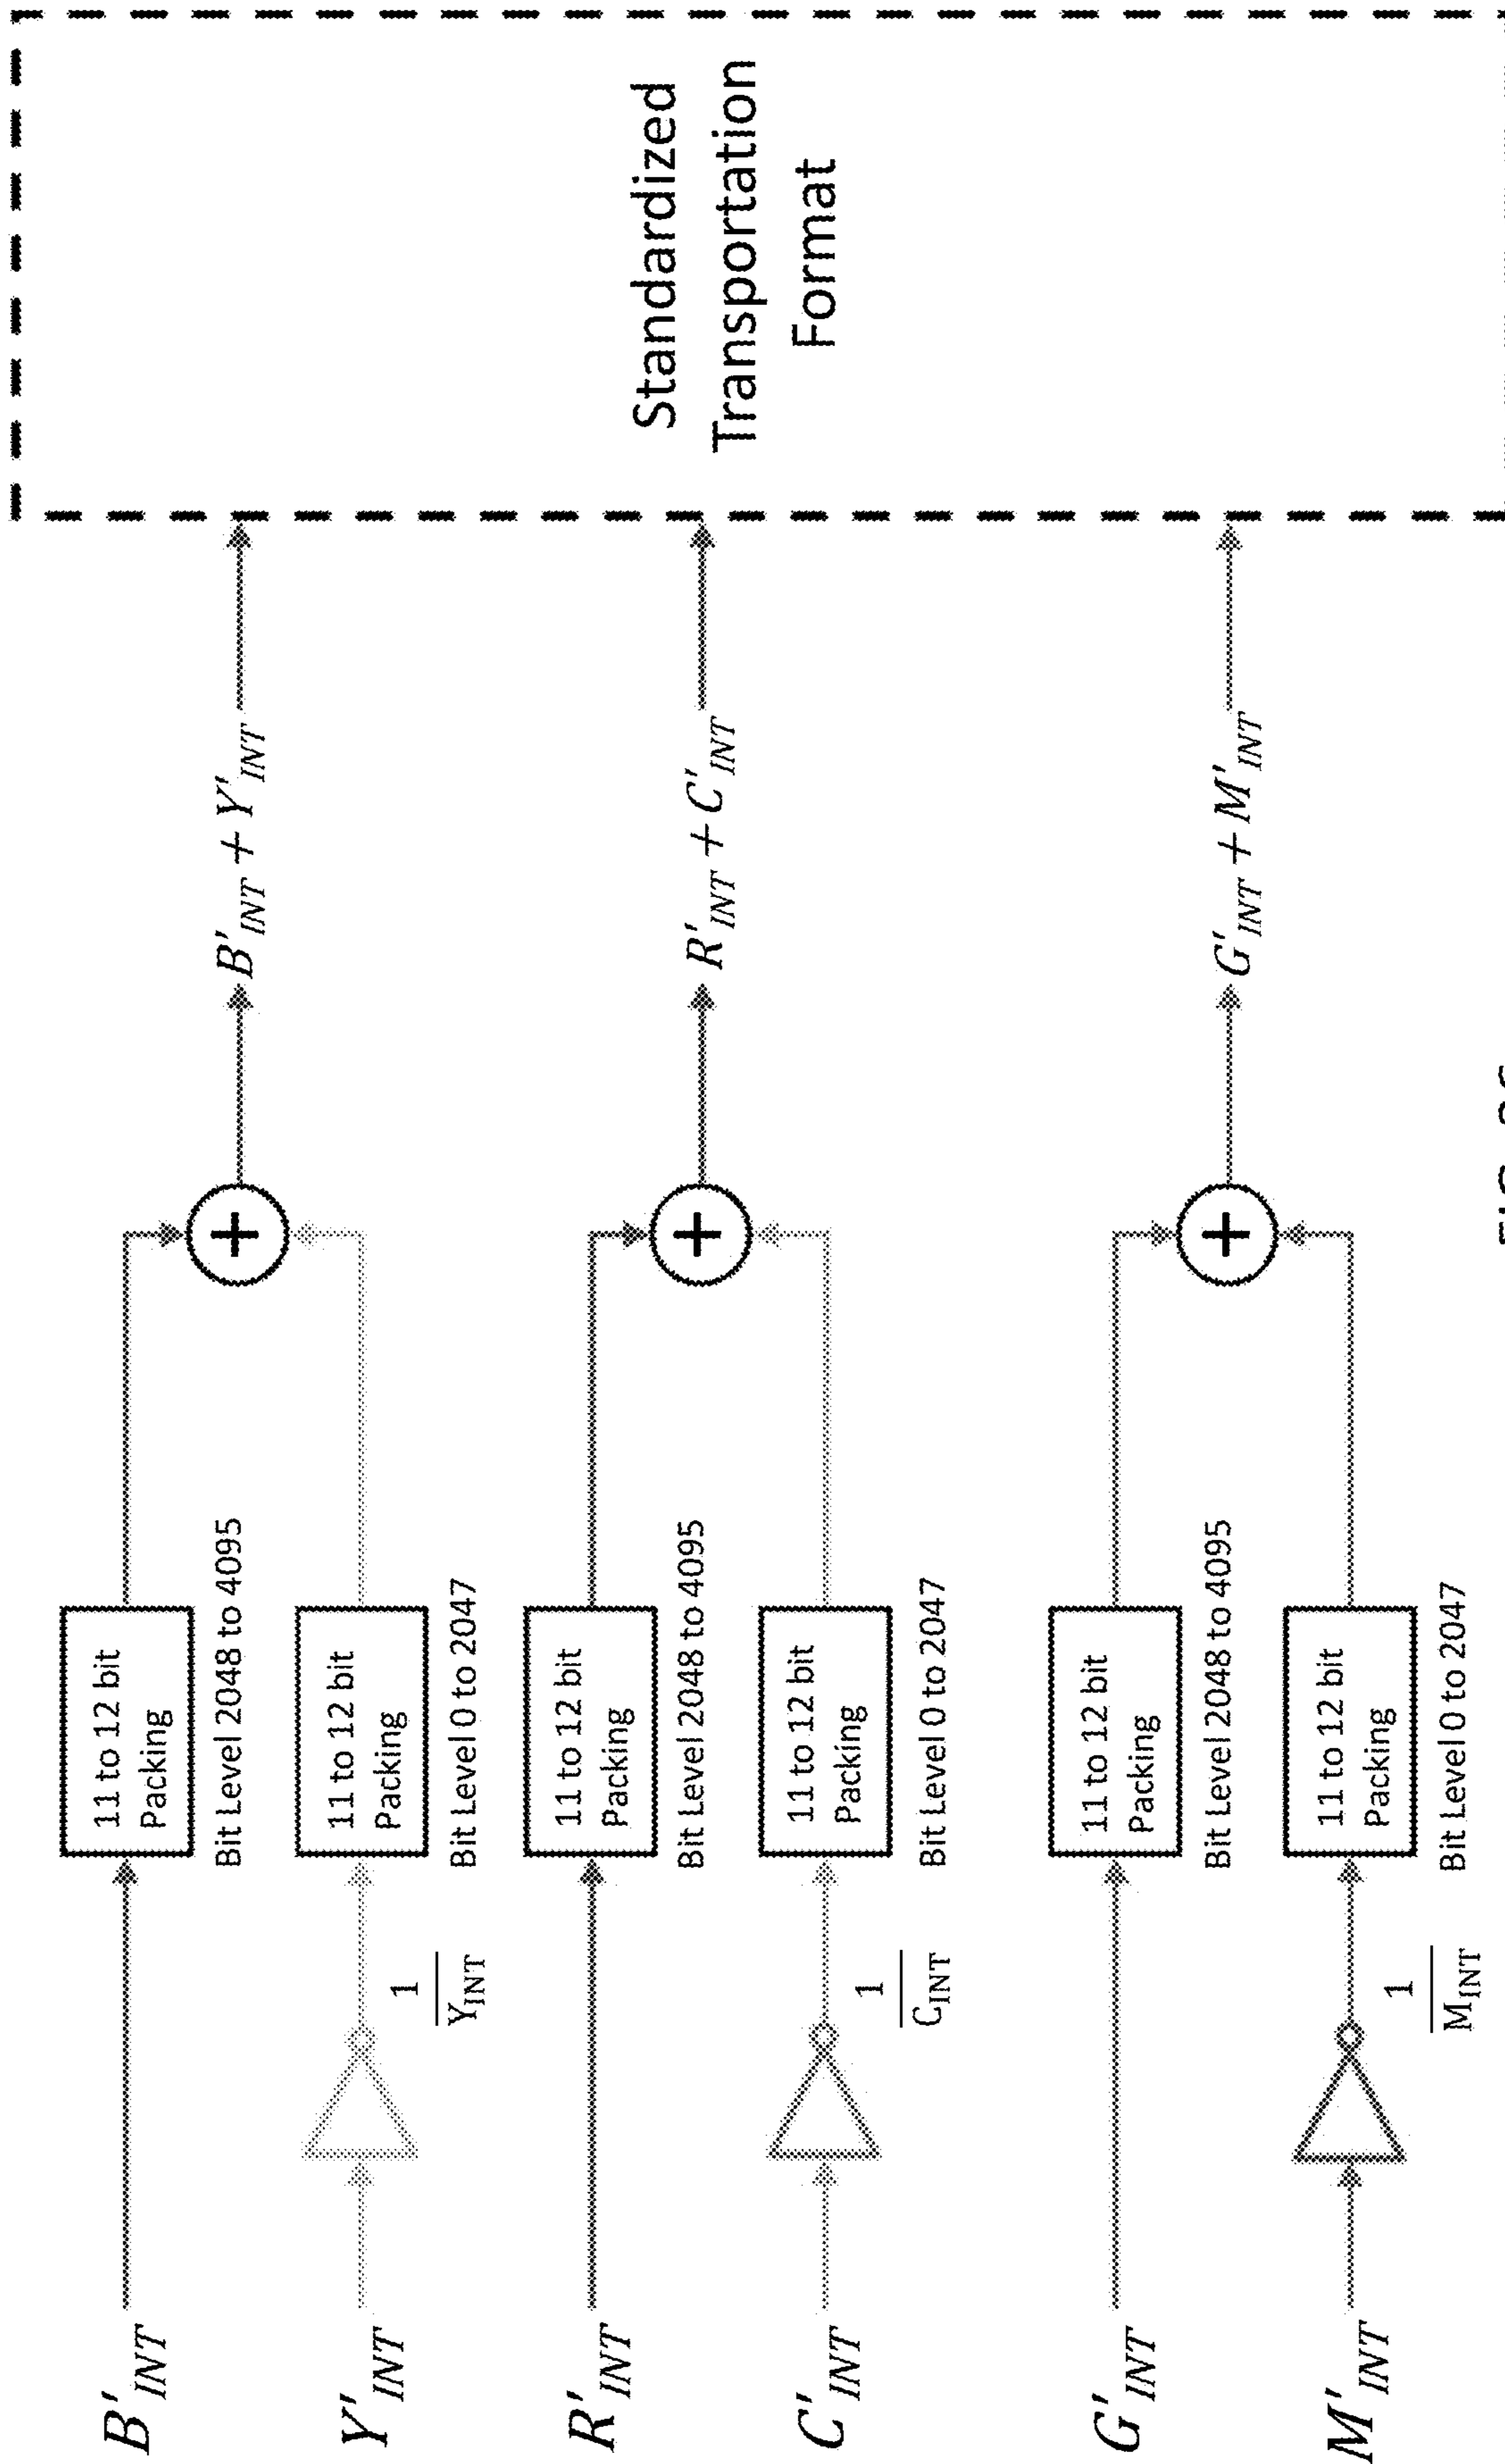 B'INT
11 to 12 bit
Packing
Bit Level 2048 to 4095
+
B'INT + Y'INT
Y'INT
1
YINT
11 to 12 bit
Packing
Bit Level 0 to 2047
R'INT
11 to 12 bit
Packing
Bit Level 2048 to 4095
+
R'INT + C'INT
C'INT
1
CINT
11 to 12 bit
Packing
Bit Level 0 to 2047
G'INT
11 to 12 bit
Packing
Bit Level 2048 to 4095
+
G'INT + M'INT
M'INT
1
MINT
11 to 12 bit
Packing
Bit Level 0 to 2047
Standardized
Transportation
Format